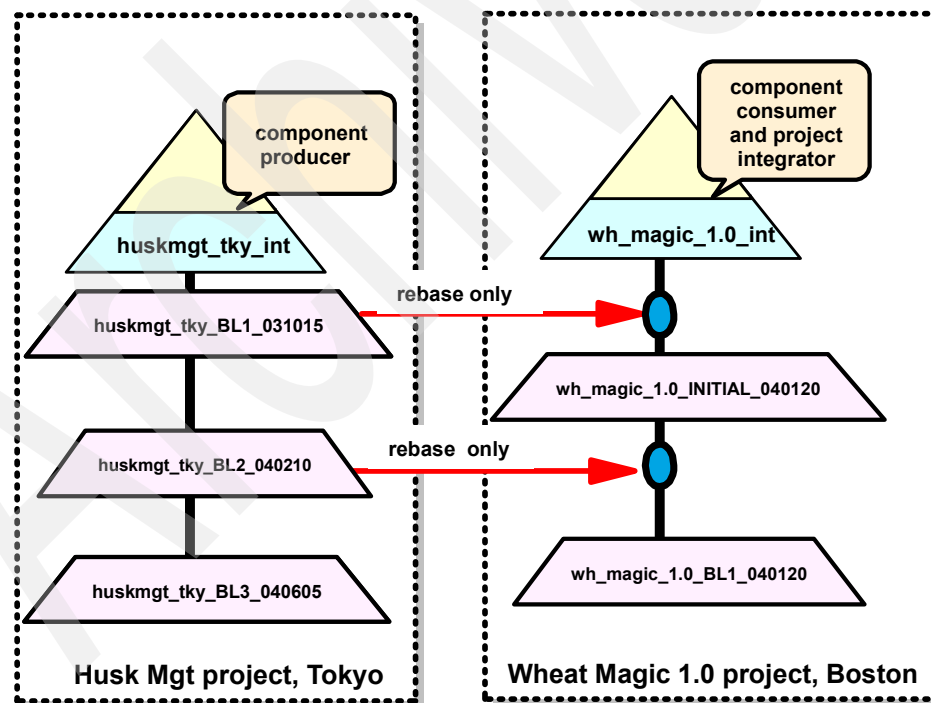 component
producer
huskmgt_tky_int
huskmgt_tky_BL1_031015
huskmgt_tky_BL2_040210
huskmgt_tky_BL3_040605
Husk Mgt project, Tokyo
rebase only
rebase only
component
consumer
and project
integrator
wh_magic_1.0_int
wh_magic_1.0_INITIAL_040120
wh_magic_1.0_BL1_040120
Wheat Magic 1.0 project, Boston